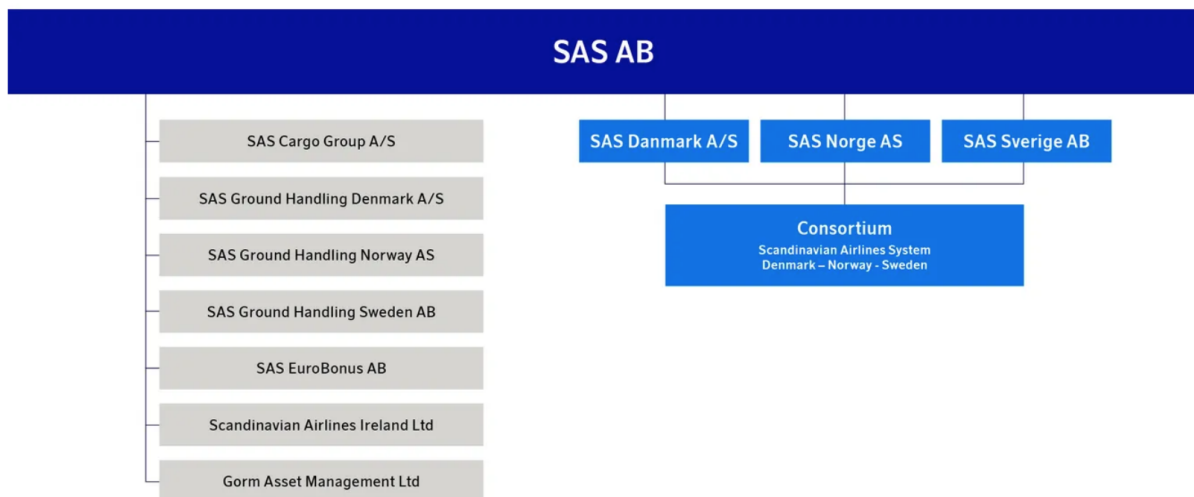 SAS AB
SAS Cargo Group A/S
SAS Ground Handling Denmark A/S
SAS Ground Handling Norway AS
SAS Ground Handling Sweden AB
SAS EuroBonus AB
Scandinavian Airlines Ireland Ltd
Gorm Asset Management Ltd
SAS Danmark A/S
SAS Norge AS
SAS Sverige AB
Consortium
Scandinavian Airlines System
Denmark – Norway - Sweden